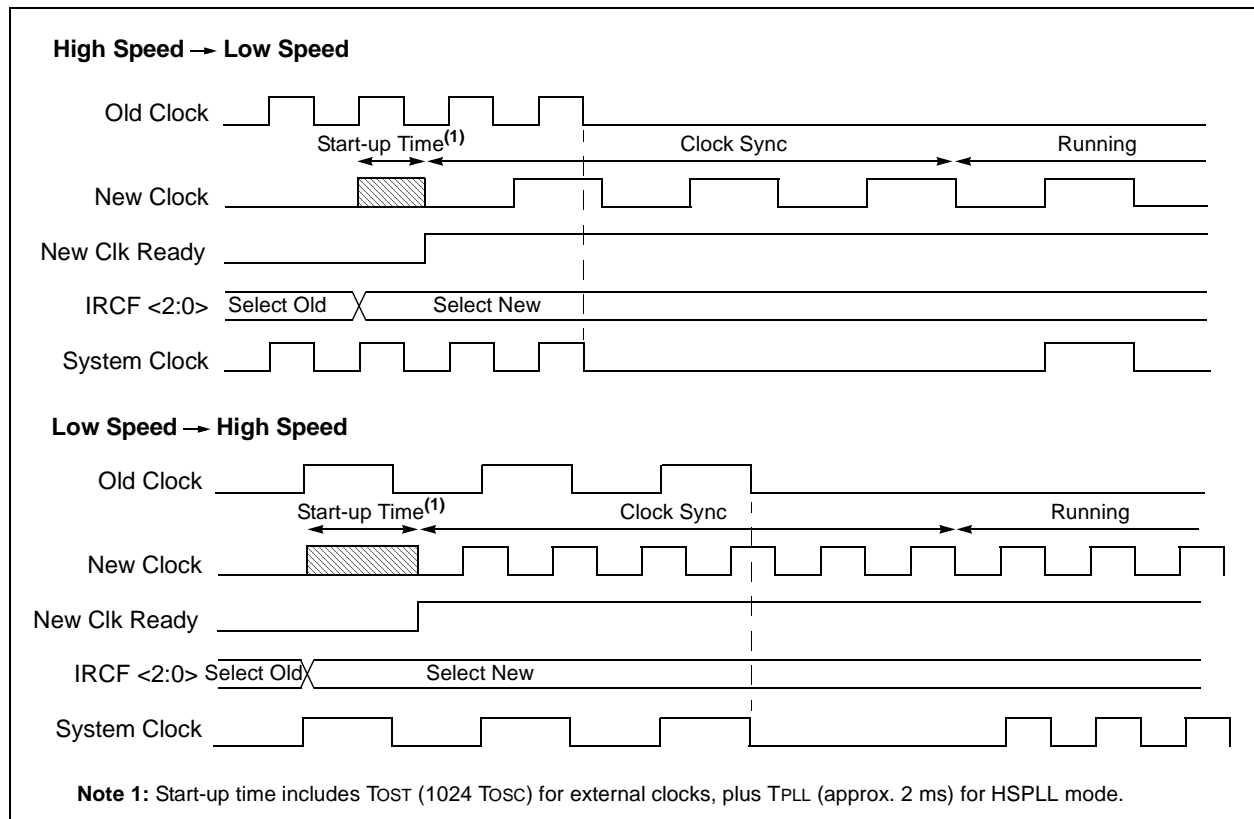 High Speed → Low Speed
Old Clock
Start-up Time(1) Clock Sync Running
New Clock
New Clk Ready
IRCF <2:0> Select Old Select New
System Clock
Low Speed → High Speed
Old Clock
Start-up Time(1) Clock Sync Running
New Clock
New Clk Ready
IRCF <2:0> Select Old Select New
System Clock
Note 1: Start-up time includes TOST (1024 TOSC) for external clocks, plus TPLL (approx. 2 ms) for HSPLL mode.